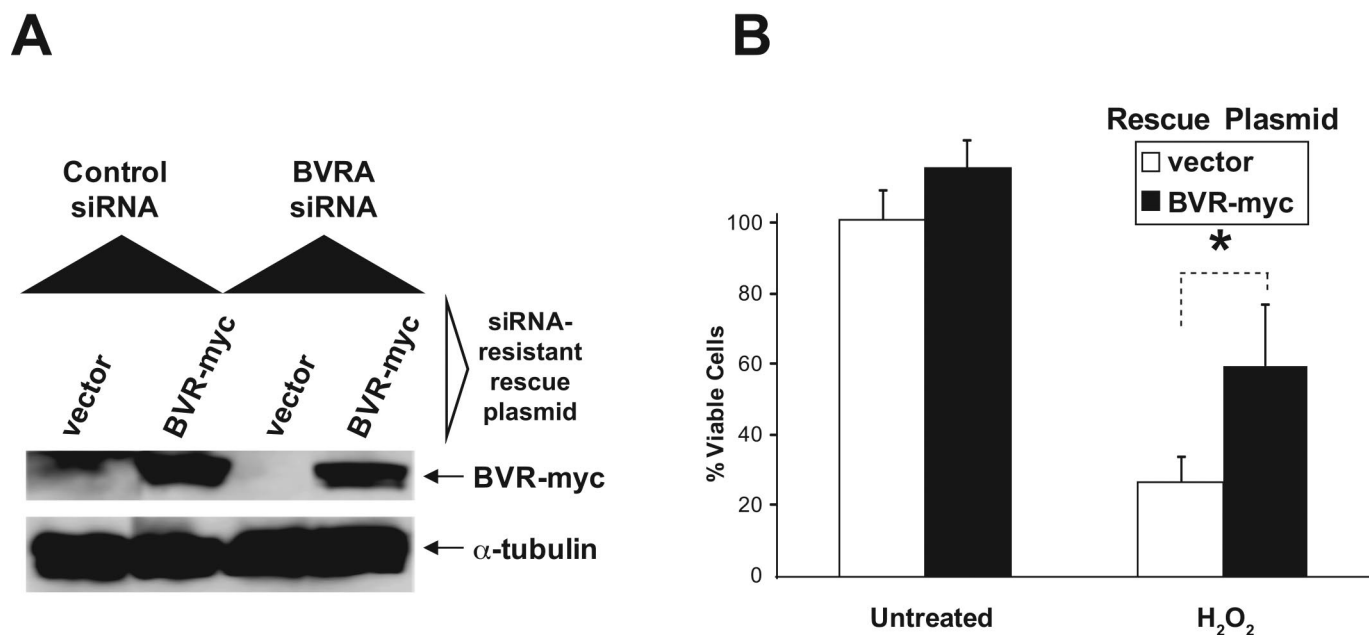 A
Control
siRNA
BVRA
siRNA
vector
BVR-myc
vector
BVR-myc
siRNA-
resistant
rescue
plasmid
BVR-myc
α-tubulin
B
Rescue Plasmid
vector
BVR-myc
*
% Viable Cells
100
80
60
40
20
0
Untreated
H₂O₂